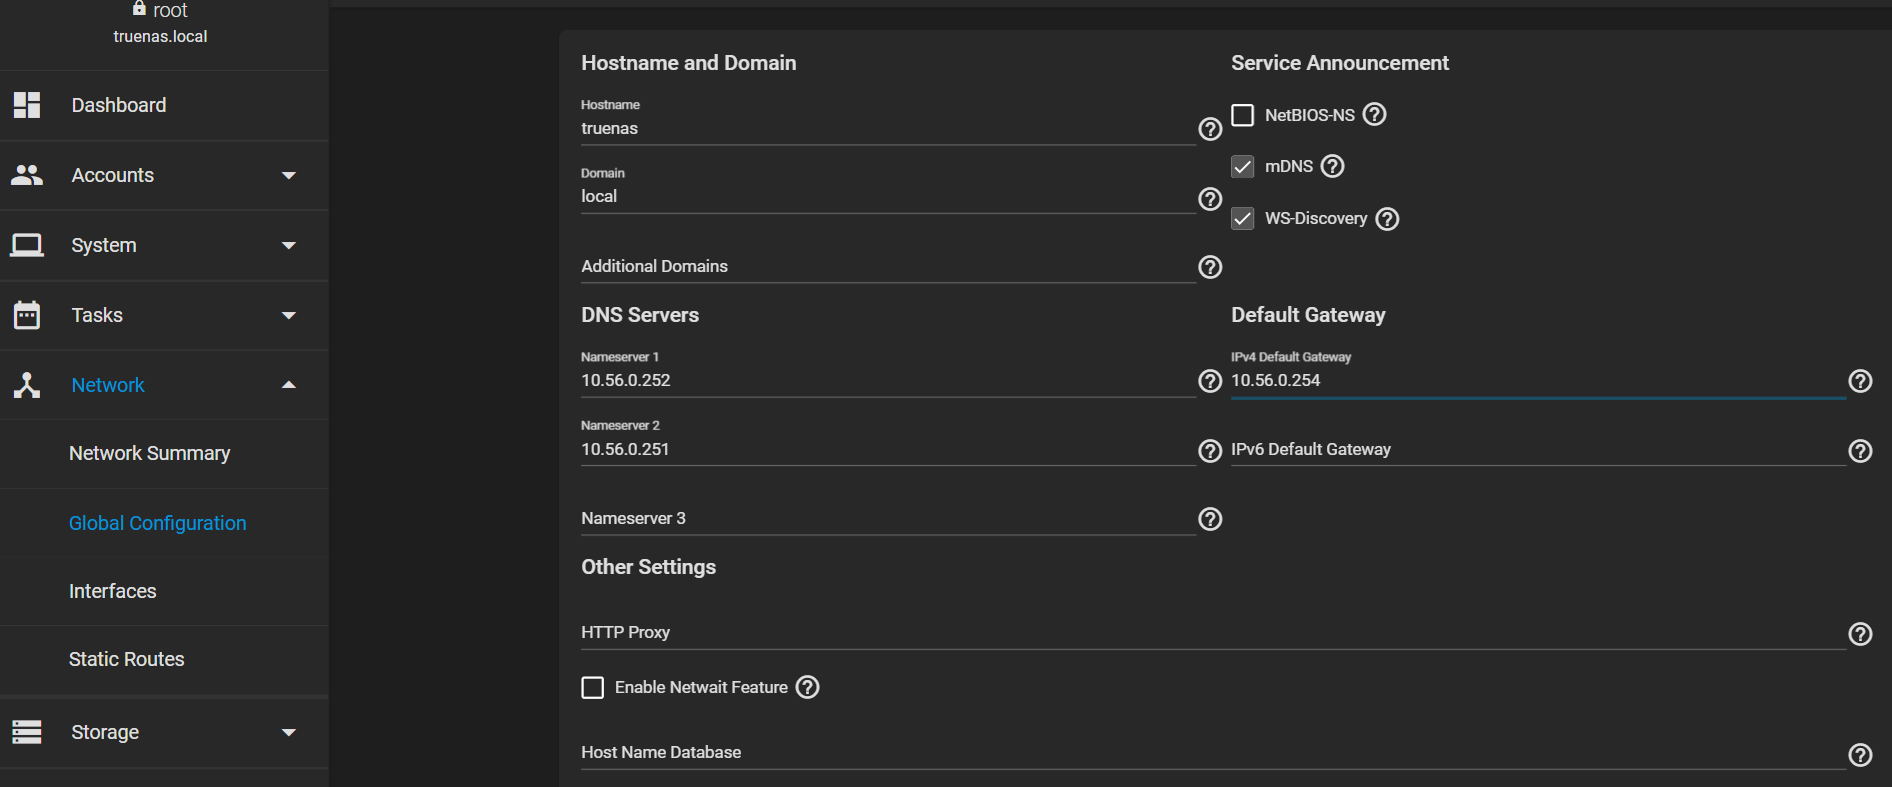 root
truenas.local
Dashboard
Accounts
System
Tasks
Network
Network Summary
Global Configuration
Interfaces
Static Routes
Storage
Hostname and Domain
Hostname
truenas
Domain
local
Additional Domains
Service Announcement
NetBIOS-NS
mDNS
WS-Discovery
DNS Servers
Nameserver 1
10.56.0.252
Nameserver 2
10.56.0.251
Nameserver 3
Default Gateway
IPv4 Default Gateway
10.56.0.254
IPv6 Default Gateway
Other Settings
HTTP Proxy
Enable Netwait Feature
Host Name Database